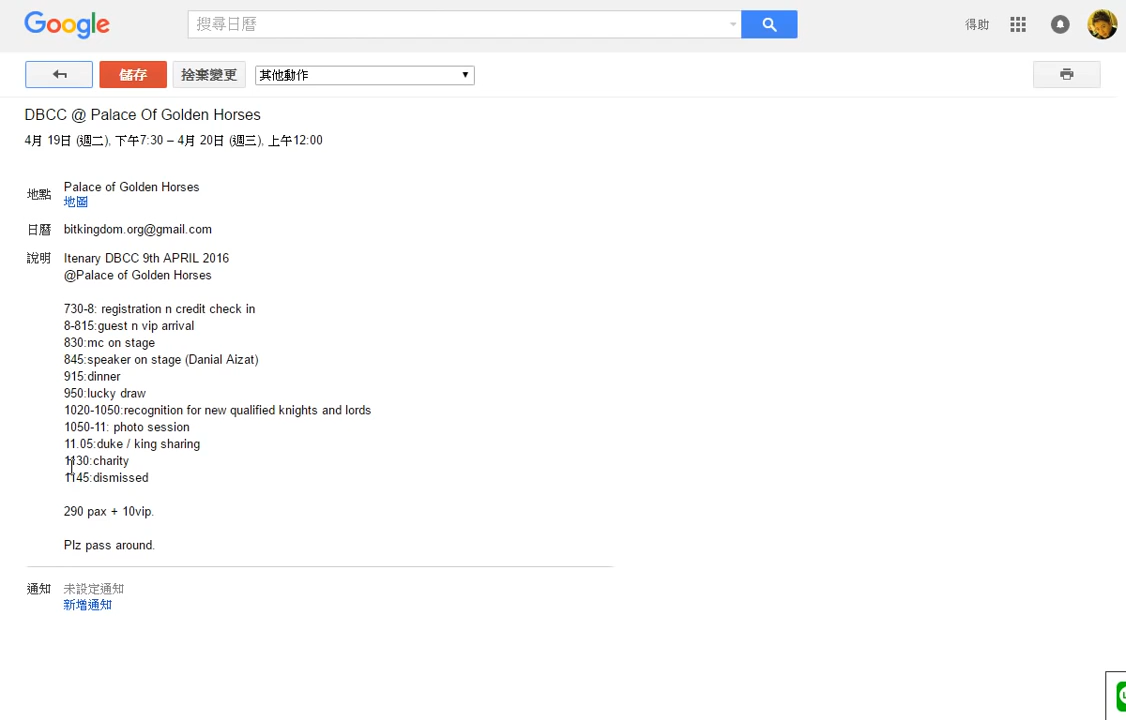 Google
搜尋日曆
得助
儲存
捨棄變更
其他動作
DBCC @ Palace Of Golden Horses
4月 19日 (週二), 下午7:30 – 4月 20日 (週三), 上午12:00
地點
Palace of Golden Horses
地圖
日曆
bitkingdom.org@gmail.com
說明
Itenary DBCC 9th APRIL 2016
@Palace of Golden Horses
730-8: registration n credit check in
8-815:guest n vip arrival
830:mc on stage
845:speaker on stage (Danial Aizat)
915:dinner
950:lucky draw
1020-1050:recognition for new qualified knights and lords
1050-11: photo session
11.05:duke / king sharing
1130:charity
1145:dismissed
290 pax + 10vip.
Plz pass around.
通知
未設定通知
新增通知